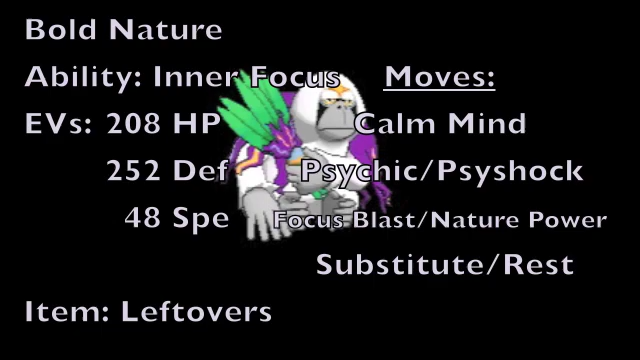 Bold Nature
Ability: Inner Focus
Moves:
EVs: 208 HP
Calm Mind
252 Def
Psychic/Psyshock
48 Spe
Focus Blast/Nature Power
Substitute/Rest
Item: Leftovers